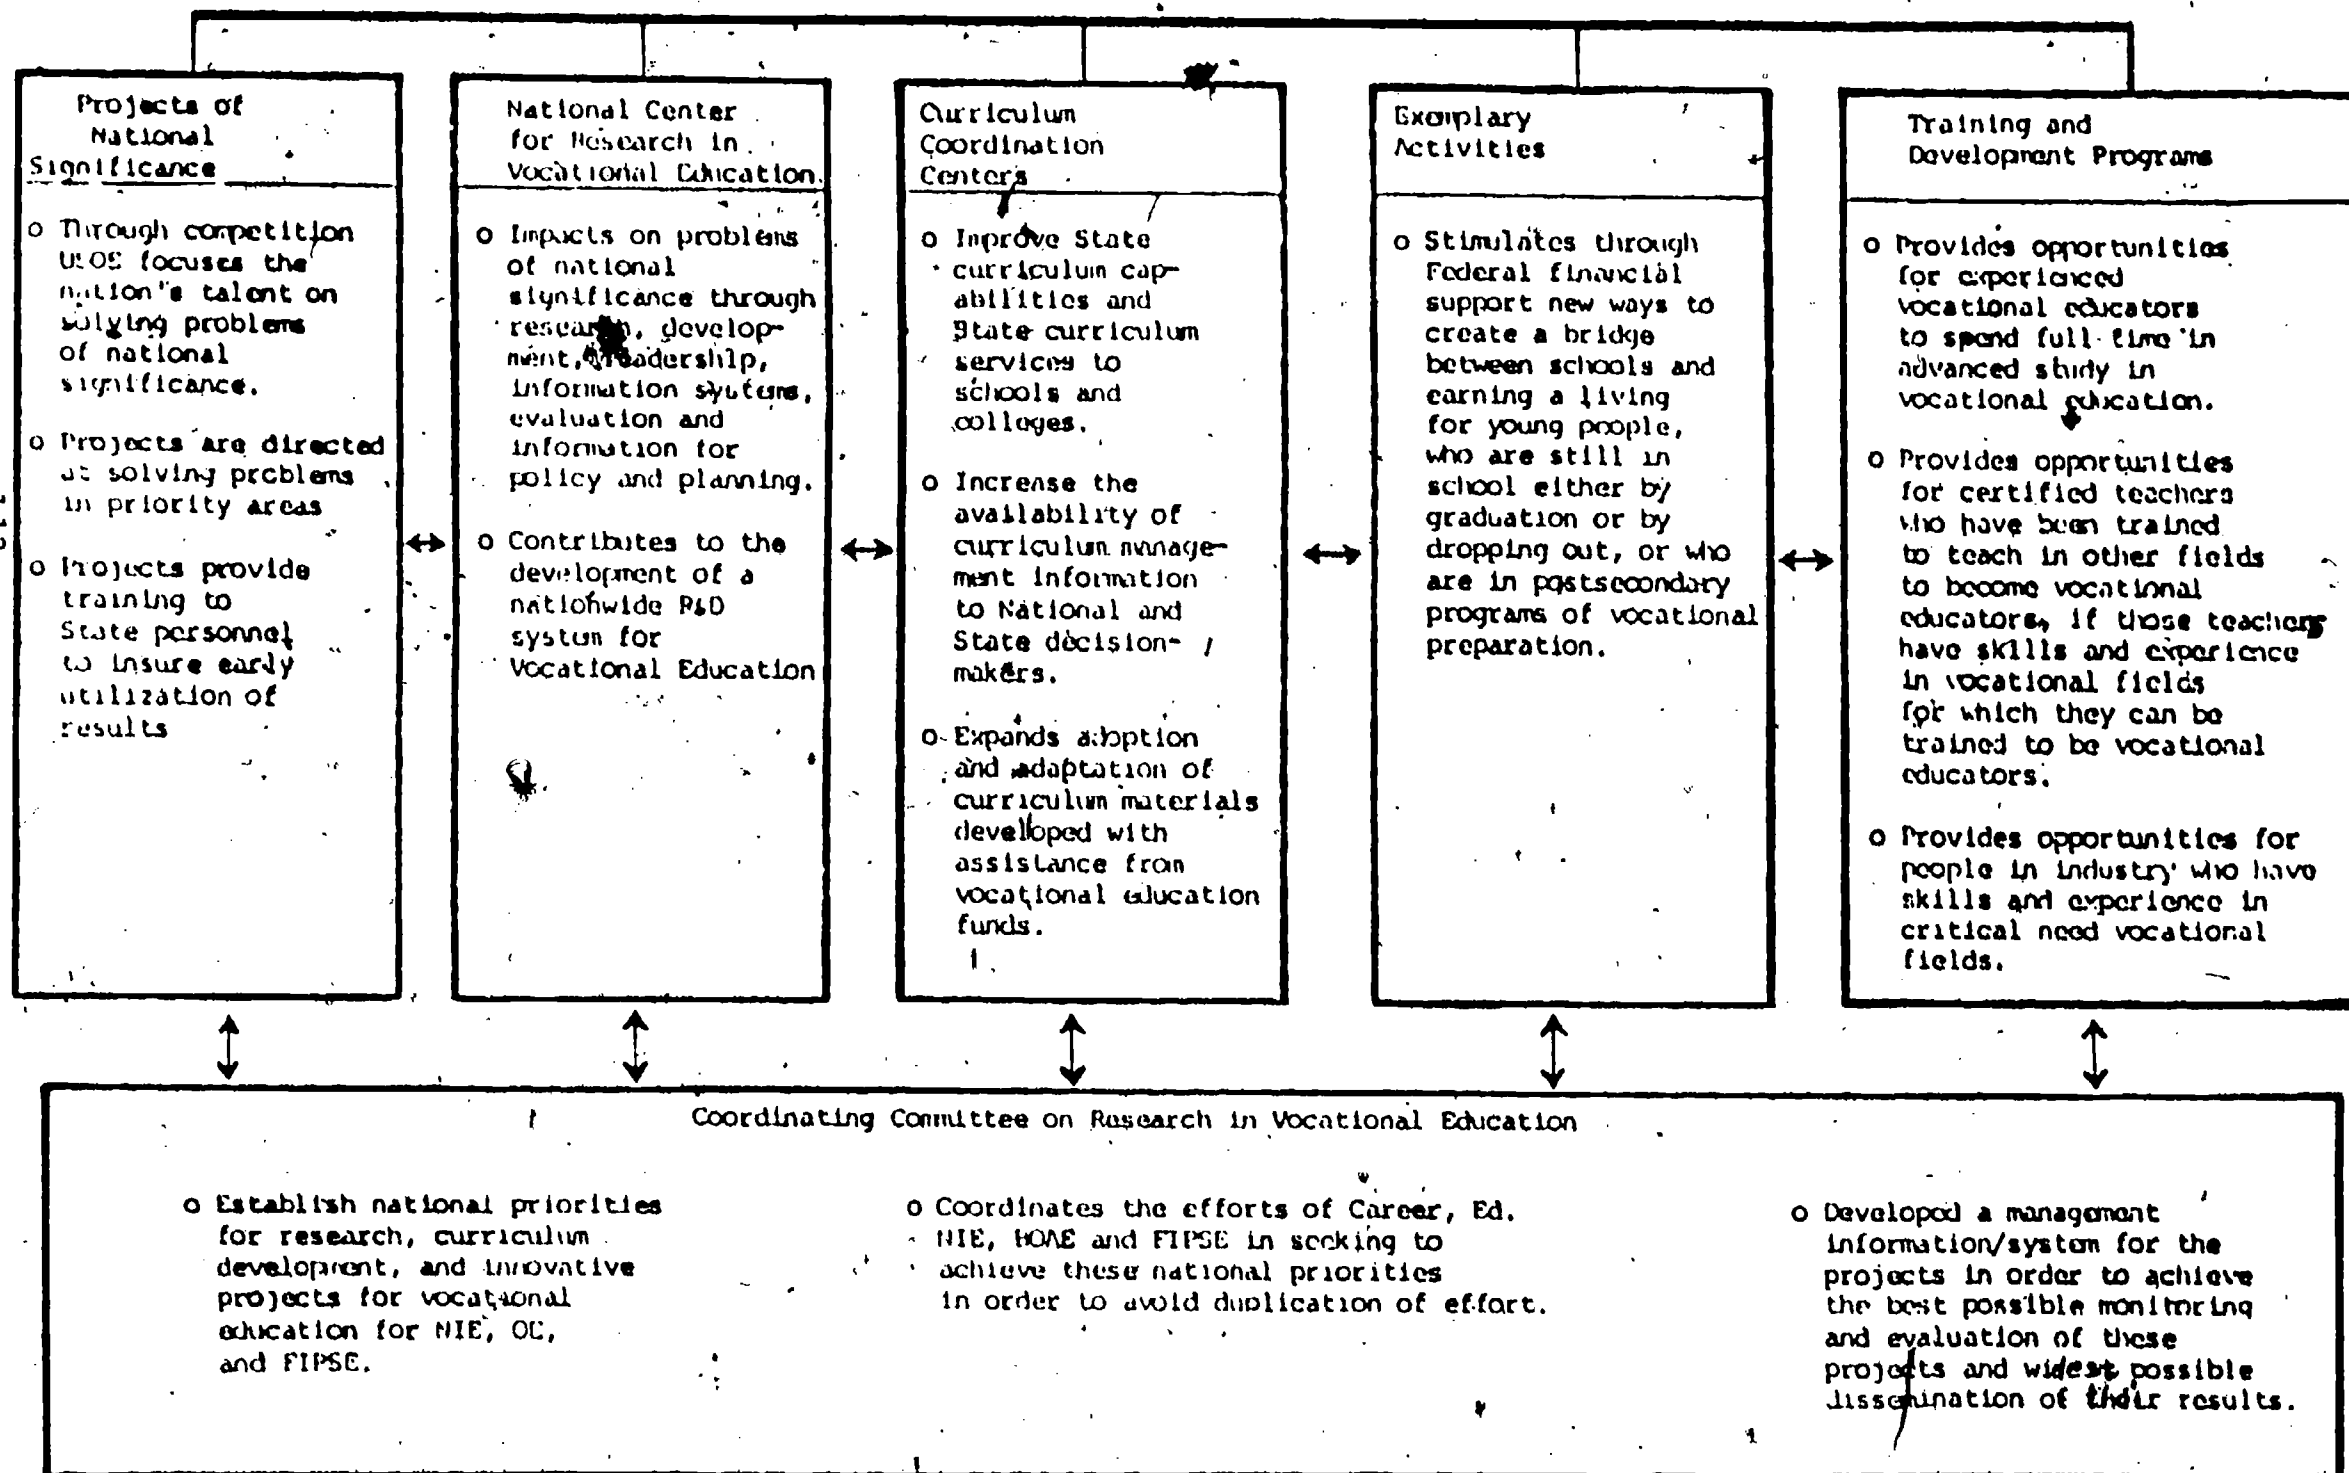 Projects of
National
Significance
o Through competition
USOE focuses the
nation's talent on
solving problems
of national
significance.
o Projects are directed
at solving problems
in priority areas
o Projects provide
training to
State personnel
to insure early
utilization of
results
National Center
for Research in
Vocational Education
o Impacts on problems
of national
significance through
research, develop-
ment, leadership,
information systems,
evaluation and
information for
policy and planning.
o Contributes to the
development of a
nationwide R&D
system for
Vocational Education
Curriculum
Coordination
Centers
o Improve State
curriculum cap-
abilities and
State curriculum
services to
schools and
colleges.
o Increase the
availability of
curriculum manage-
ment information
to National and
State decision-
makers.
o Expands adoption
and adaptation of
curriculum materials
developed with
assistance from
vocational education
funds.
Exemplary
Activities
o Stimulates through
Federal financial
support new ways to
create a bridge
between schools and
earning a living
for young people,
who are still in
school either by
graduation or by
dropping out, or who
are in postsecondary
programs of vocational
preparation.
Training and
Development Programs
o Provides opportunities
for experienced
vocational educators
to spend full time in
advanced study in
vocational education.
o Provides opportunities
for certified teachers
who have been trained
to teach in other fields
to become vocational
educators, if those teachers
have skills and experience
in vocational fields
for which they can be
trained to be vocational
educators.
o Provides opportunities for
people in industry who have
skills and experience in
critical need vocational
fields.
Coordinating Committee on Research in Vocational Education
o Establish national priorities
for research, curriculum
development, and innovative
projects for vocational
education for NIE, OE,
and FIPSE.
o Coordinates the efforts of Career, Ed.
NIE, BOAE and FIPSE in seeking to
achieve these national priorities
in order to avoid duplication of effort.
o Developed a management
information/system for the
projects in order to achieve
the best possible monitoring
and evaluation of these
projects and widest possible
dissemination of their results.